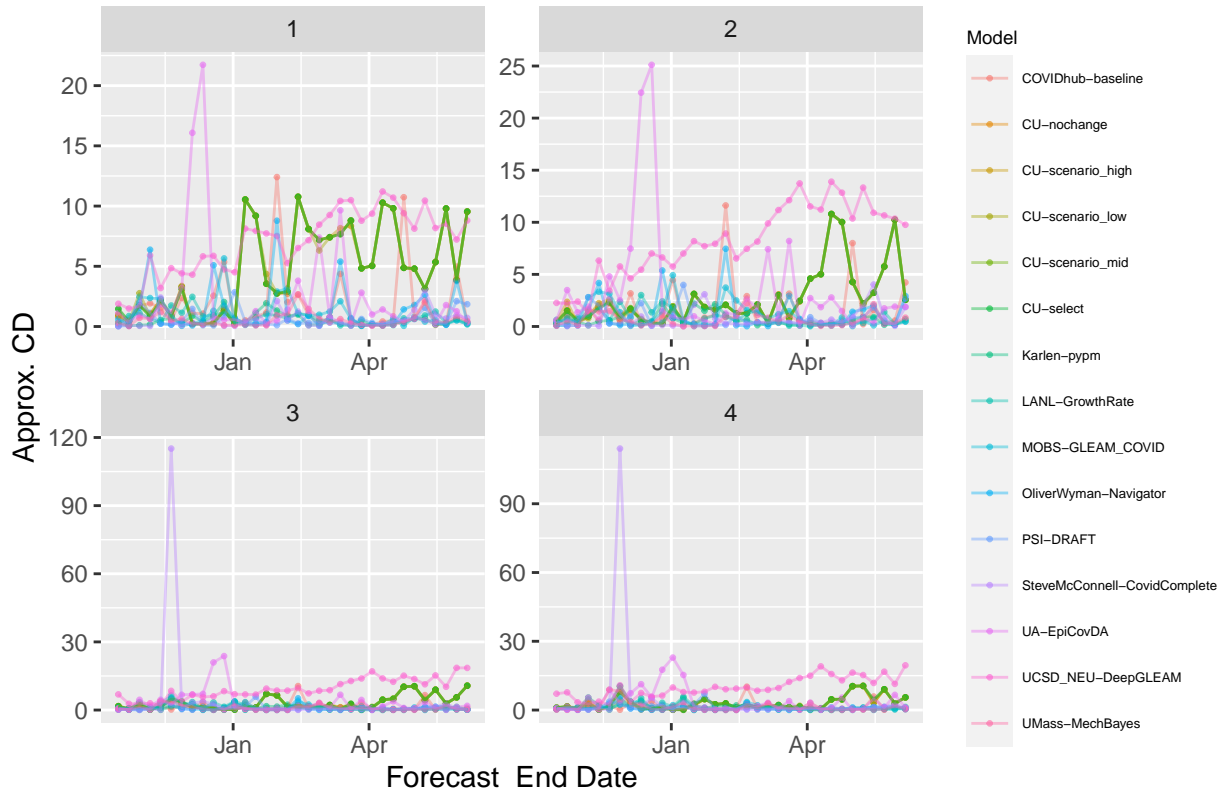 1
2
20
15
10
5
0
Jan
Apr
25
20
15
10
5
0
Jan
Apr
3
4
120
90
60
30
0
Jan
Apr
90
60
30
0
Jan
Apr
Approx. CD
Forecast End Date
Model
COVIDhub−baseline
CU−nochange
CU−scenario_high
CU−scenario_low
CU−scenario_mid
CU−select
Karlen−pypm
LANL−GrowthRate
MOBS−GLEAM_COVID
OliverWyman−Navigator
PSI−DRAFT
SteveMcConnell−CovidComplete
UA−EpiCovDA
UCSD_NEU−DeepGLEAM
UMass−MechBayes